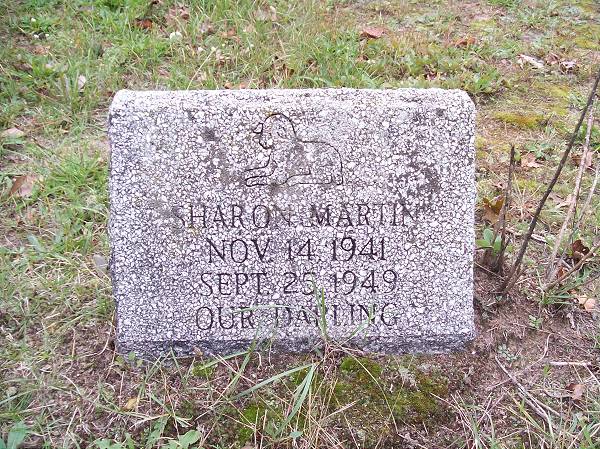 SHARON MARTIN
NOV. 14, 1941
SEPT. 25, 1949
OUR DARLING